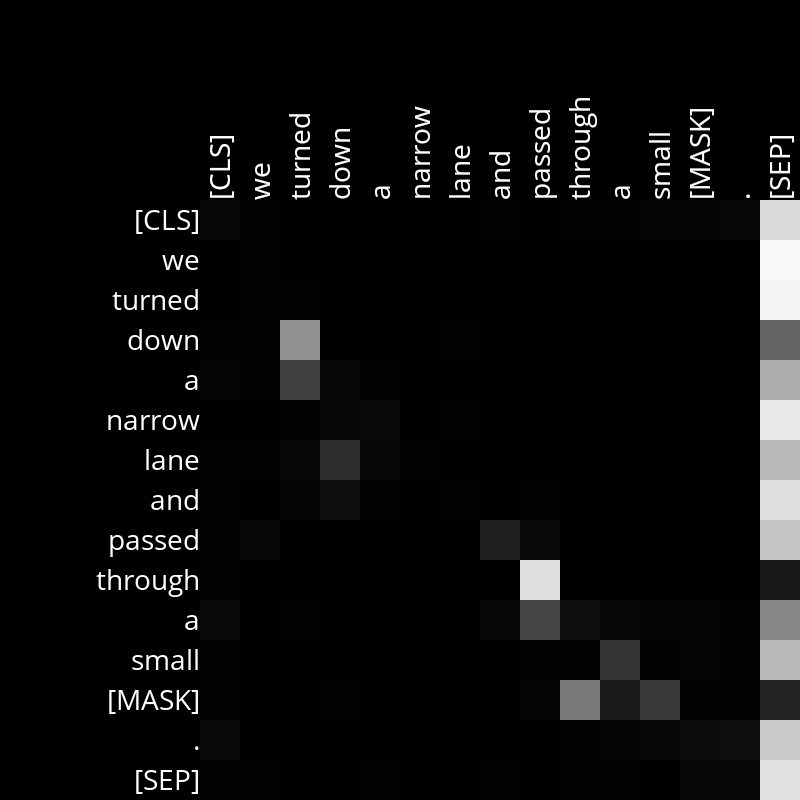 [CLS] we turned down a narrow lane and passed through a small [MASK] . [SEP]
[CLS]
we
turned
down
a
narrow
lane
and
passed
through
a
small
[MASK]
.
[SEP]